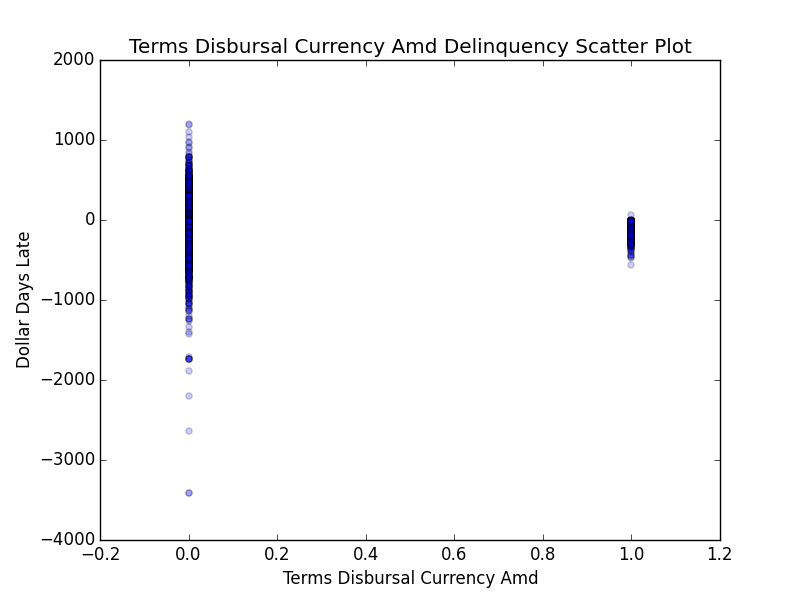 Terms Disbursal Currency Amd Delinquency Scatter Plot
2000
1000
0
−1000
−2000
−3000
−4000
Dollar Days Late
−0.2 0.0 0.2 0.4 0.6 0.8 1.0 1.2
Terms Disbursal Currency Amd